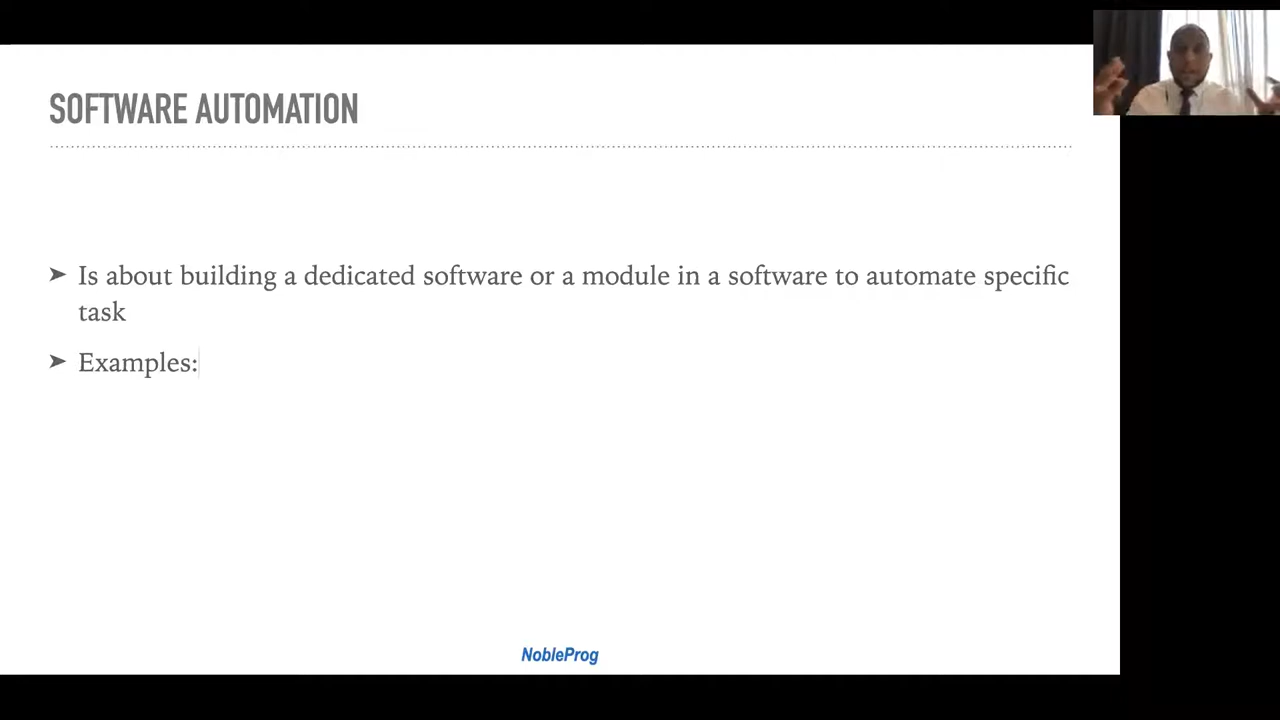 SOFTWARE AUTOMATION
➤ Is about building a dedicated software or a module in a software to automate specific
task
➤ Examples:
NobleProg